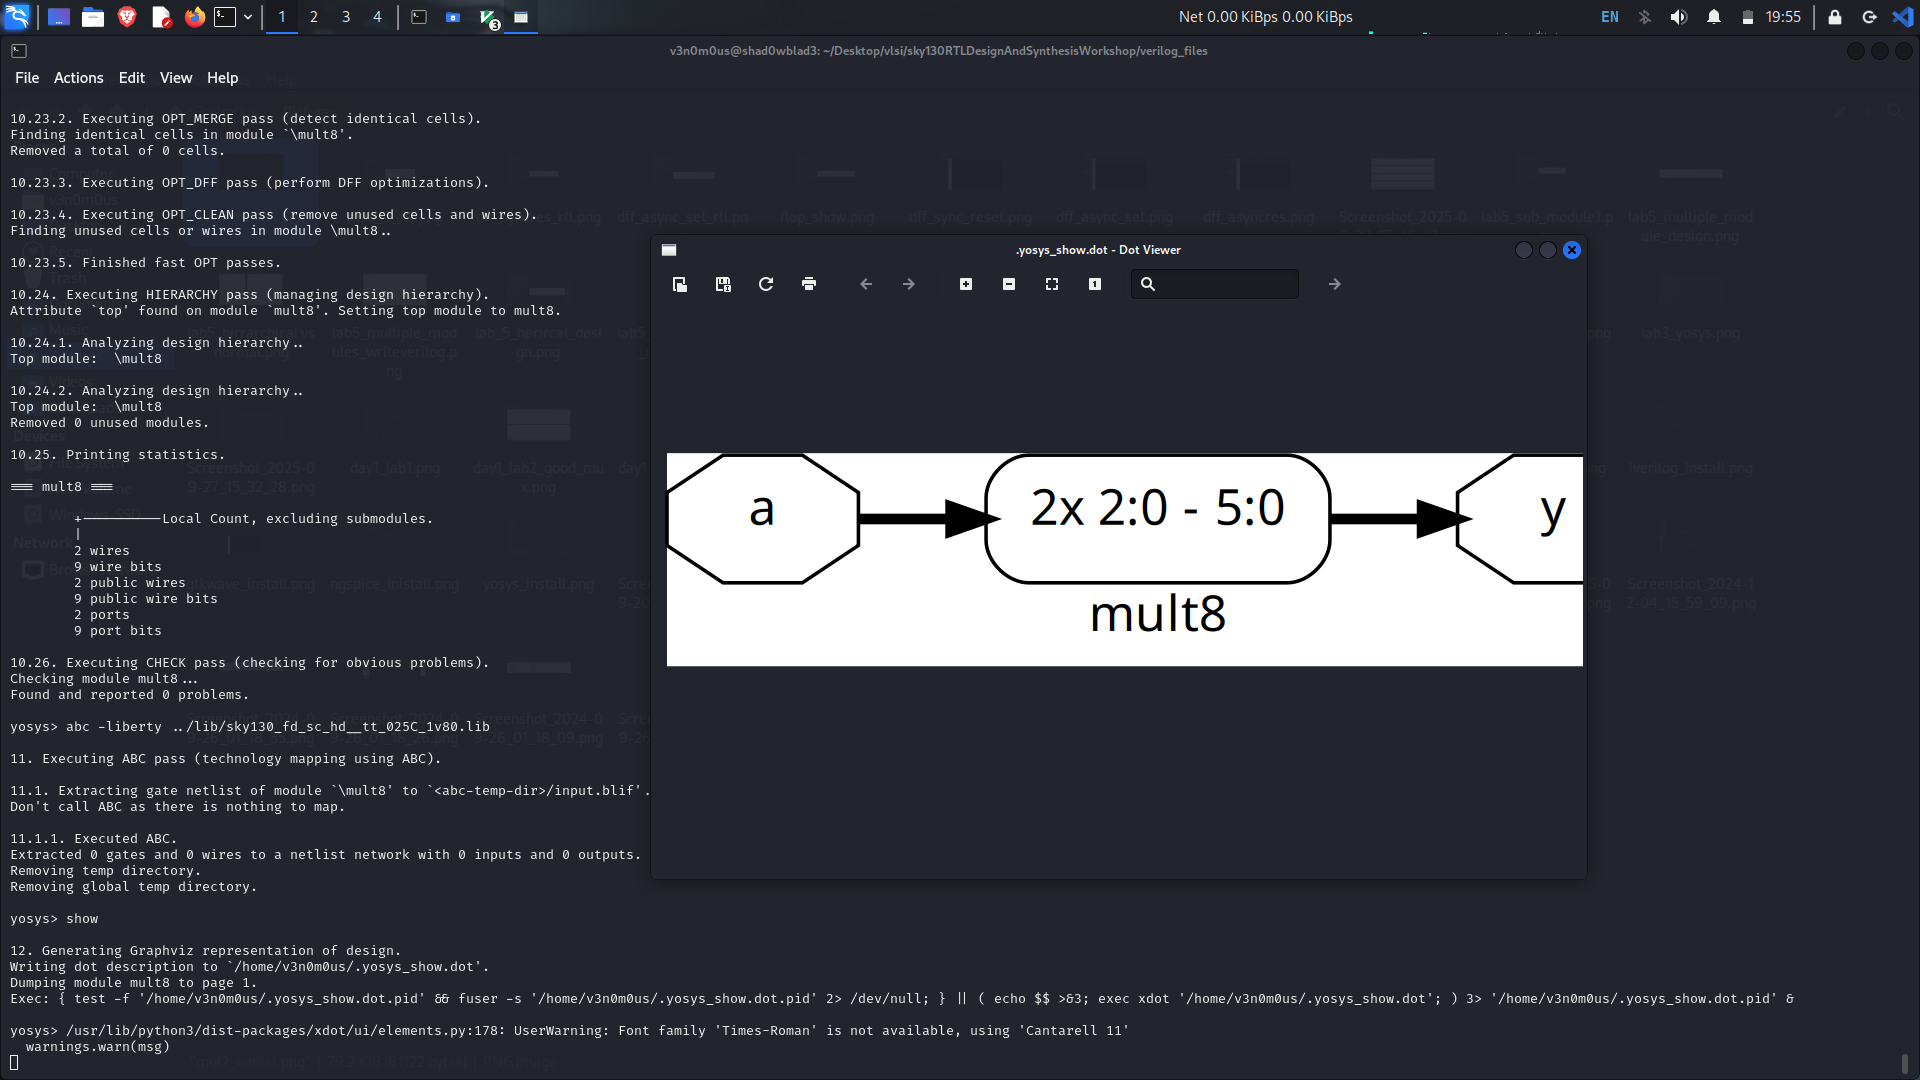 1 2 3 4
3
Net 0.00 KiBps 0.00 KiBps
EN
19:55
v3n0m0us@shad0wblad3: ~/Desktop/vlsi/sky130RTLDesignAndSynthesisWorkshop/verilog_files
File Actions Edit View Help
10.23.2. Executing OPT_MERGE pass (detect identical cells).
Finding identical cells in module `\mult8'.
Removed a total of 0 cells.
10.23.3. Executing OPT_DFF pass (perform DFF optimizations).
10.23.4. Executing OPT_CLEAN pass (remove unused cells and wires).
Finding unused cells or wires in module \mult8..
10.23.5. Finished fast OPT passes.
10.24. Executing HIERARCHY pass (managing design hierarchy).
Attribute `top' found on module `mult8'. Setting top module to mult8.
10.24.1. Analyzing design hierarchy..
Top module:  \mult8
10.24.2. Analyzing design hierarchy..
Top module:  \mult8
Removed 0 unused modules.
10.25. Printing statistics.
=== mult8 ===
+----------Local Count, excluding submodules.
|
2 wires
9 wire bits
2 public wires
9 public wire bits
2 ports
9 port bits
10.26. Executing CHECK pass (checking for obvious problems).
Checking module mult8...
Found and reported 0 problems.
yosys> abc -liberty ../lib/sky130_fd_sc_hd__tt_025C_1v80.lib
11. Executing ABC pass (technology mapping using ABC).
11.1. Extracting gate netlist of module `\mult8' to `<abc-temp-dir>/input.blif'.
Don't call ABC as there is nothing to map.
11.1.1. Executed ABC.
Extracted 0 gates and 0 wires to a netlist network with 0 inputs and 0 outputs.
Removing temp directory.
Removing global temp directory.
yosys> show
12. Generating Graphviz representation of design.
Writing dot description to `/home/v3n0m0us/.yosys_show.dot'.
Dumping module mult8 to page 1.
Exec: { test -f '/home/v3n0m0us/.yosys_show.dot.pid' && fuser -s '/home/v3n0m0us/.yosys_show.dot.pid' 2> /dev/null; } || ( echo $$ >&3; exec xdot '/home/v3n0m0us/.yosys_show.dot'; ) 3> '/home/v3n0m0us/.yosys_show.dot.pid' &
yosys> /usr/lib/python3/dist-packages/xdot/ui/elements.py:178: UserWarning: Font family 'Times-Roman' is not available, using 'Cantarell 11'
warnings.warn(msg)
.yosys_show.dot - Dot Viewer
a
2x 2:0 - 5:0
y
mult8